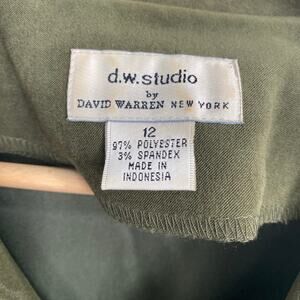 d.w.studio
by
DAVID WARREN NEW YORK
12
97% POLYESTER
3% SPANDEX
MADE IN
INDONESIA